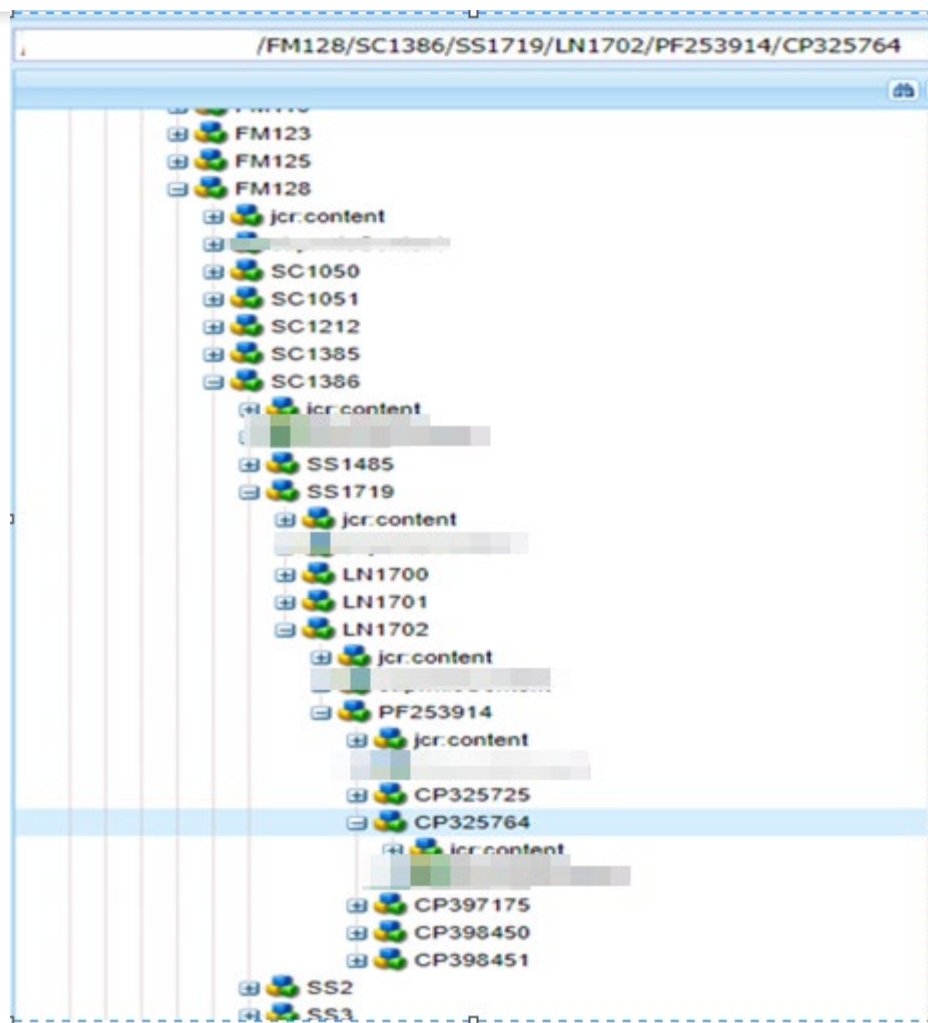 /FM128/SC1386/SS1719/LN1702/PF253914/CP325764
FM123
FM125
FM128
jcr:content
SC1050
SC1051
SC1212
SC1385
SC1386
jcr:content
SS1485
SS1719
jcr:content
LN1700
LN1701
LN1702
jcr:content
PF253914
jcr:content
CP325725
CP325764
jcr:content
CP397175
CP398450
CP398451
SS2
SS3